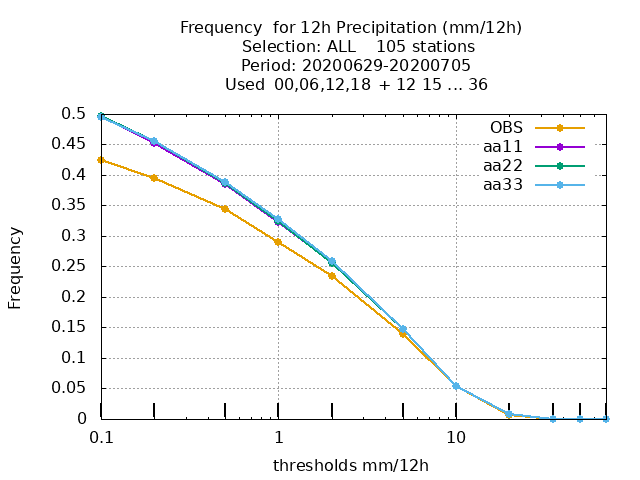 Frequency for 12h Precipitation (mm/12h)
Selection: ALL 105 stations
Period: 20200629-20200705
Used 00,06,12,18 + 12 15 ... 36
OBS
aa11
aa22
aa33
0.5
0.45
0.4
0.35
0.3
0.25
0.2
0.15
0.1
0.05
0
Frequency
0.1 1 10
thresholds mm/12h